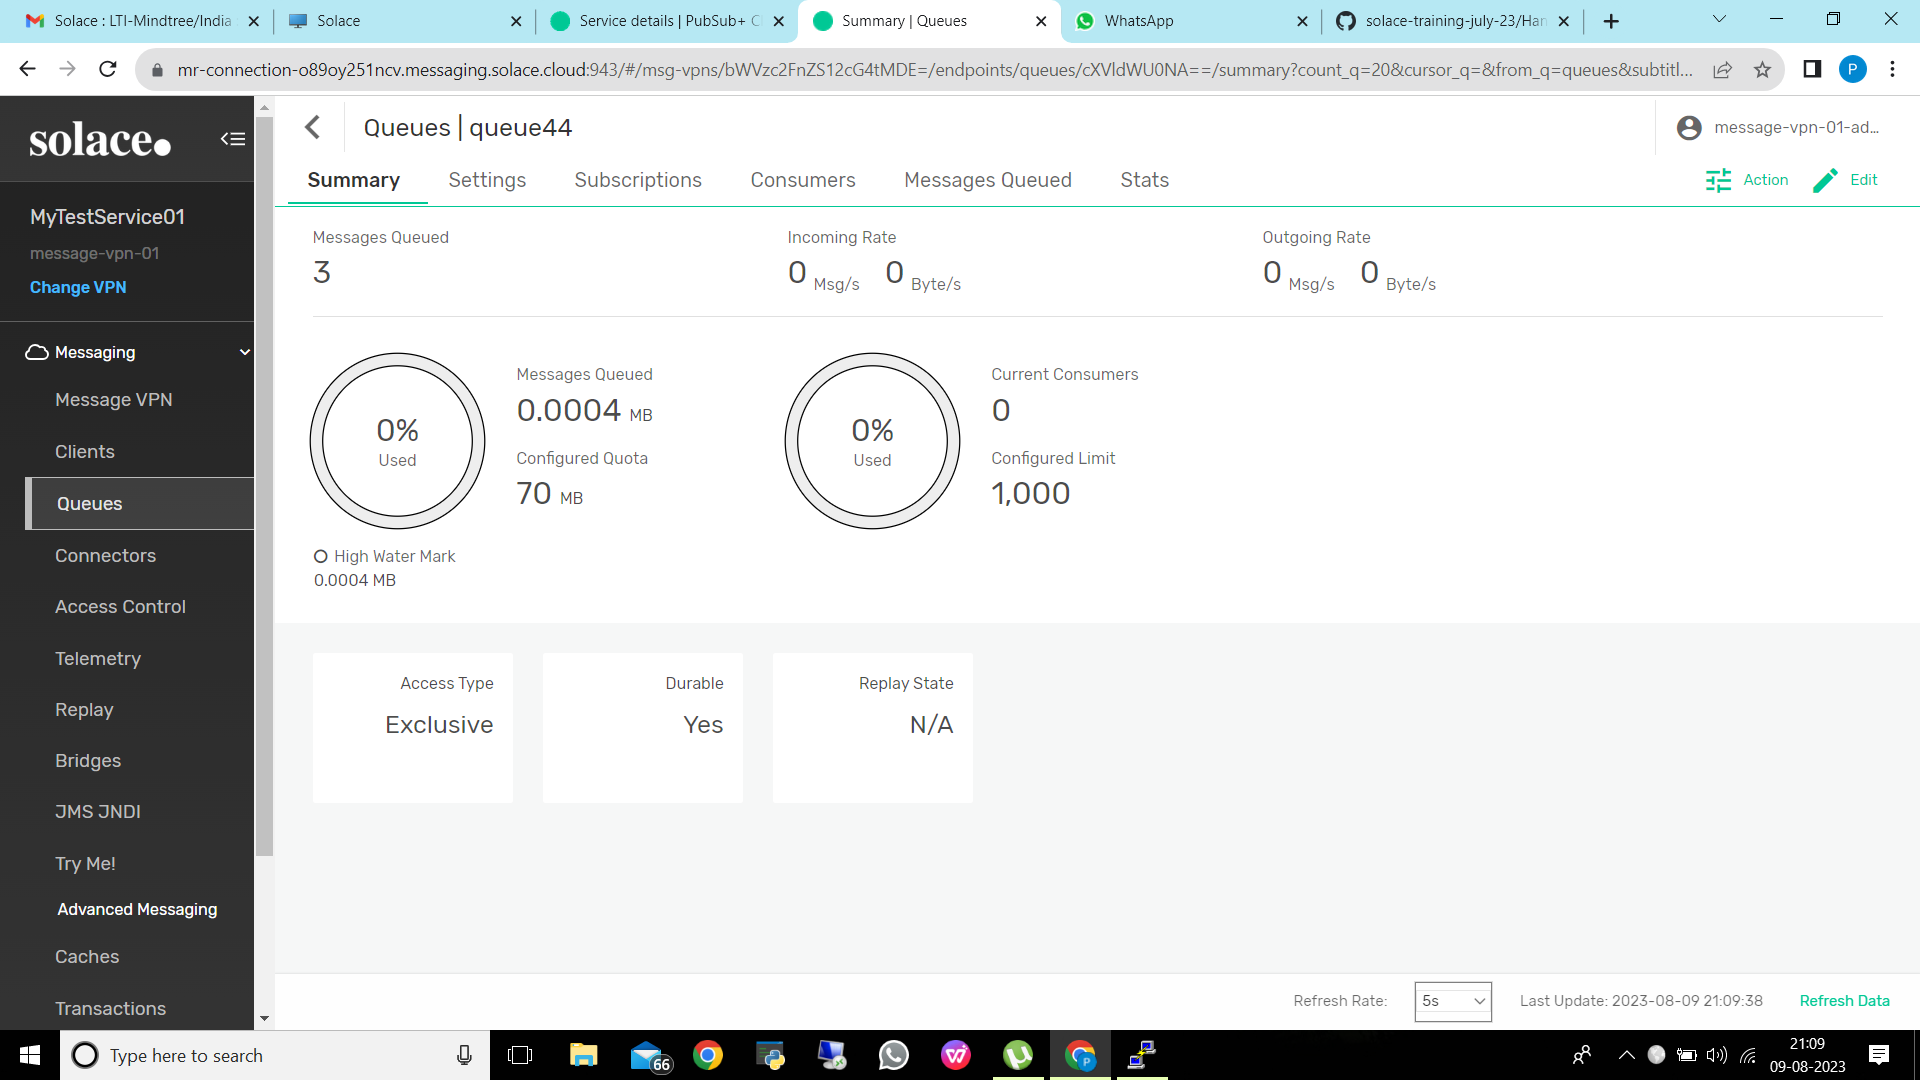 Solace : LTI-Mindtree/India
Solace
Service details | PubSub+ C
Summary | Queues
WhatsApp
solace-training-july-23/Han
mr-connection-o89oy251ncv.messaging.solace.cloud:943/#/msg-vpns/bWVzc2FnZS12cG4tMDE=/endpoints/queues/cXVldWU0NA==/summary?count_q=20&cursor_q=&from_q=queues&subtitl...
P
solace
Queues | queue44
message-vpn-01-ad...
Summary
Settings
Subscriptions
Consumers
Messages Queued
Stats
Action
Edit
MyTestService01
message-vpn-01
Change VPN
Messaging
Message VPN
Clients
Queues
Connectors
Access Control
Telemetry
Replay
Bridges
JMS JNDI
Try Me!
Advanced Messaging
Caches
Transactions
Messages Queued
3
Incoming Rate
0 Msg/s 0 Byte/s
Outgoing Rate
0 Msg/s 0 Byte/s
0%
Used
Messages Queued
0.0004 MB
Configured Quota
70 MB
High Water Mark
0.0004 MB
0%
Used
Current Consumers
0
Configured Limit
1,000
Access Type
Exclusive
Durable
Yes
Replay State
N/A
Refresh Rate:
5s
Last Update: 2023-08-09 21:09:38
Refresh Data
Type here to search
66
P
21:09
09-08-2023